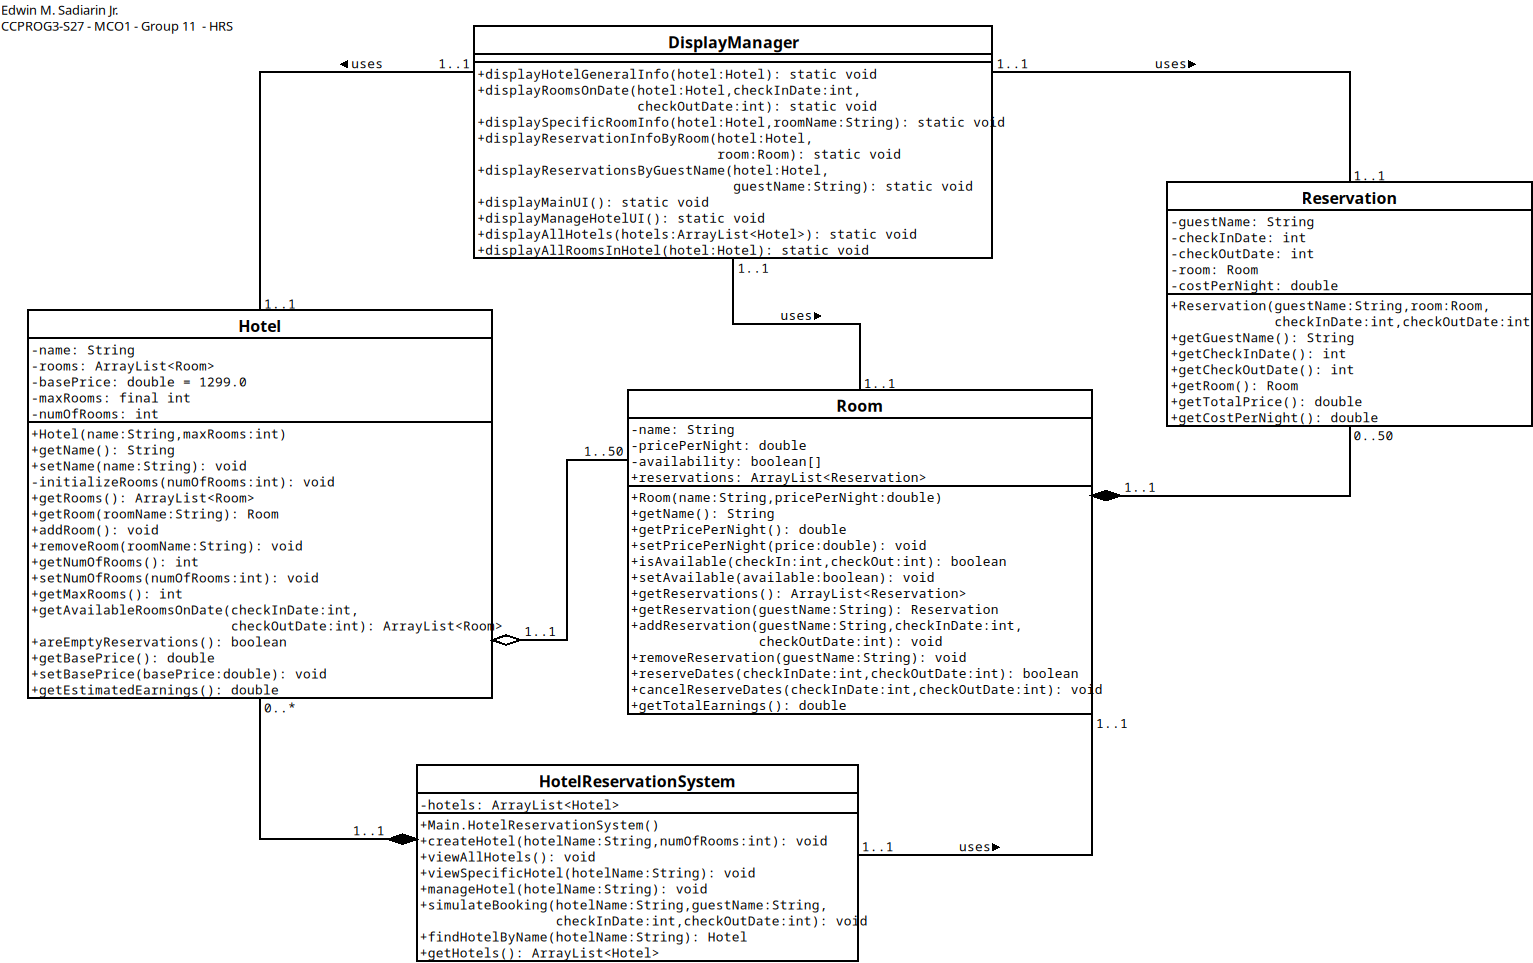 Edwin M. Sadiarin Jr.
CCPROG3-S27 - MCO1 - Group 11  - HRS
DisplayManager
+displayHotelGeneralInfo(hotel:Hotel): static void
+displayRoomsOnDate(hotel:Hotel,checkInDate:int,
checkOutDate:int): static void
+displaySpecificRoomInfo(hotel:Hotel,roomName:String): static void
+displayReservationInfoByRoom(hotel:Hotel,
room:Room): static void
+displayReservationsByGuestName(hotel:Hotel,
guestName:String): static void
+displayMainUI(): static void
+displayManageHotelUI(): static void
+displayAllHotels(hotels:ArrayList<Hotel>): static void
+displayAllRoomsInHotel(hotel:Hotel): static void
◄uses
1..1
1..1
uses►
1..1
1..1
1..1
uses►
1..1
Reservation
-guestName: String
-checkInDate: int
-checkOutDate: int
-room: Room
-costPerNight: double
+Reservation(guestName:String,room:Room,
checkInDate:int,checkOutDate:int
+getGuestName(): String
+getCheckInDate(): int
+getCheckOutDate(): int
+getRoom(): Room
+getTotalPrice(): double
+getCostPerNight(): double
0..50
1..1
Hotel
-name: String
-rooms: ArrayList<Room>
-basePrice: double = 1299.0
-maxRooms: final int
-numOfRooms: int
+Hotel(name:String,maxRooms:int)
+getName(): String
+setName(name:String): void
-initializeRooms(numOfRooms:int): void
+getRooms(): ArrayList<Room>
+getRoom(roomName:String): Room
+addRoom(): void
+removeRoom(roomName:String): void
+getNumOfRooms(): int
+setNumOfRooms(numOfRooms:int): void
+getMaxRooms(): int
+getAvailableRoomsOnDate(checkInDate:int,
checkOutDate:int): ArrayList<Room>
+areEmptyReservations(): boolean
+getBasePrice(): double
+setBasePrice(basePrice:double): void
+getEstimatedEarnings(): double
1..50
1..1
Room
-name: String
-pricePerNight: double
-availability: boolean[]
+reservations: ArrayList<Reservation>
+Room(name:String,pricePerNight:double)
+getName(): String
+getPricePerNight(): double
+setPricePerNight(price:double): void
+isAvailable(checkIn:int,checkOut:int): boolean
+setAvailable(available:boolean): void
+getReservations(): ArrayList<Reservation>
+getReservation(guestName:String): Reservation
+addReservation(guestName:String,checkInDate:int,
checkOutDate:int): void
+removeReservation(guestName:String): void
+reserveDates(checkInDate:int,checkOutDate:int): boolean
+cancelReserveDates(checkInDate:int,checkOutDate:int): void
+getTotalEarnings(): double
0..*
1..1
1..1
HotelReservationSystem
-hotels: ArrayList<Hotel>
+Main.HotelReservationSystem()
+createHotel(hotelName:String,numOfRooms:int): void
+viewAllHotels(): void
+viewSpecificHotel(hotelName:String): void
+manageHotel(hotelName:String): void
+simulateBooking(hotelName:String,guestName:String,
checkInDate:int,checkOutDate:int): void
+findHotelByName(hotelName:String): Hotel
+getHotels(): ArrayList<Hotel>
1..1
uses►